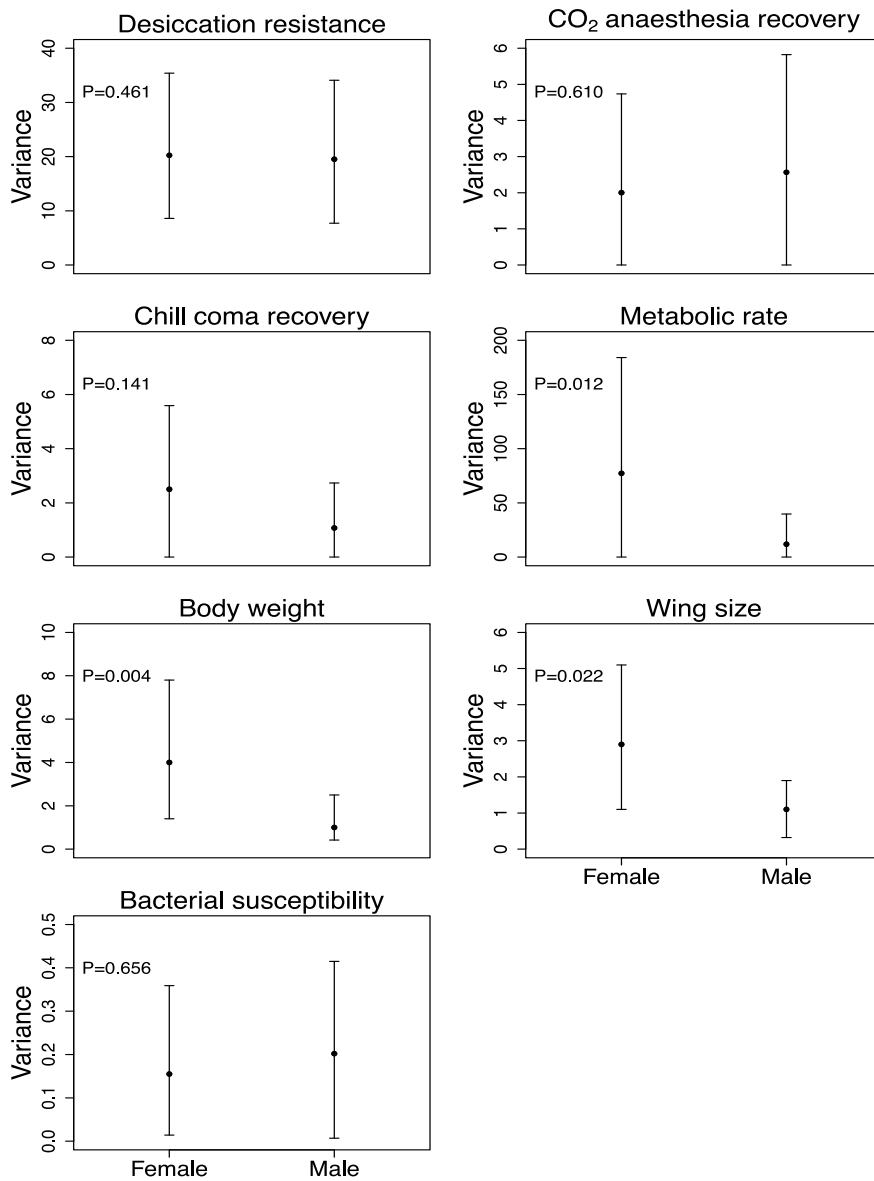 Desiccation resistance
Variance
40
30
20
10
0
P=0.461
CO₂ anaesthesia recovery
Variance
6
5
4
3
2
1
0
P=0.610
Chill coma recovery
Variance
8
6
4
2
0
P=0.141
Metabolic rate
Variance
200
150
100
50
0
P=0.012
Body weight
Variance
10
8
6
4
2
0
P=0.004
Wing size
Variance
6
5
4
3
2
1
0
P=0.022
Female Male
Bacterial susceptibility
Variance
0.5
0.4
0.3
0.2
0.1
0.0
P=0.656
Female Male